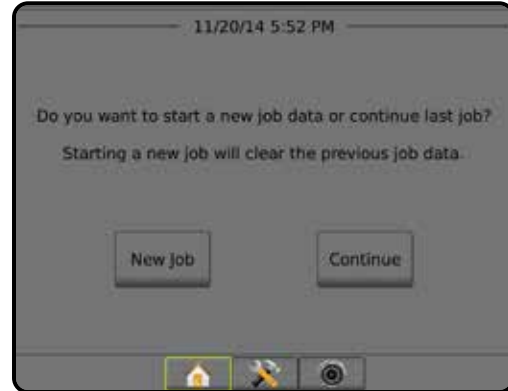 11/20/14 5:52 PM
Do you want to start a new job data or continue last job?
Starting a new job will clear the previous job data.
New Job
Continue